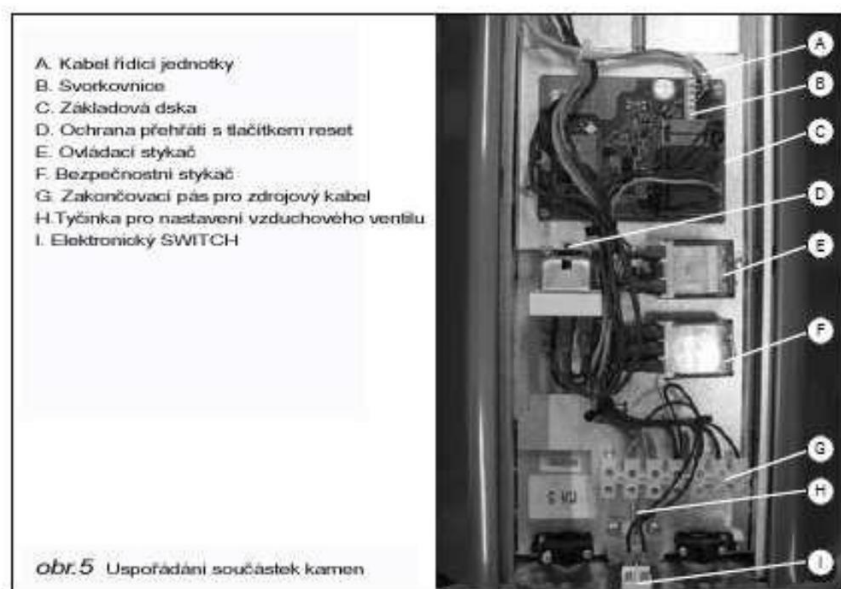 A. Kabel řídicí jednotky
B. Svorkovnice
C. Základová dska
D. Ochrana přehřátí s tlačítkem reset
E. Ovládací stykač
F. Bezpečnostní stykač
G. Zakončovací pás pro zdrojový kabel
H.Tyčinka pro nastavení vzduchového ventilu
I. Elektronický SWITCH
A
B
C
D
E
F
G
H
I
obr.5 Uspořádání součástek kamen